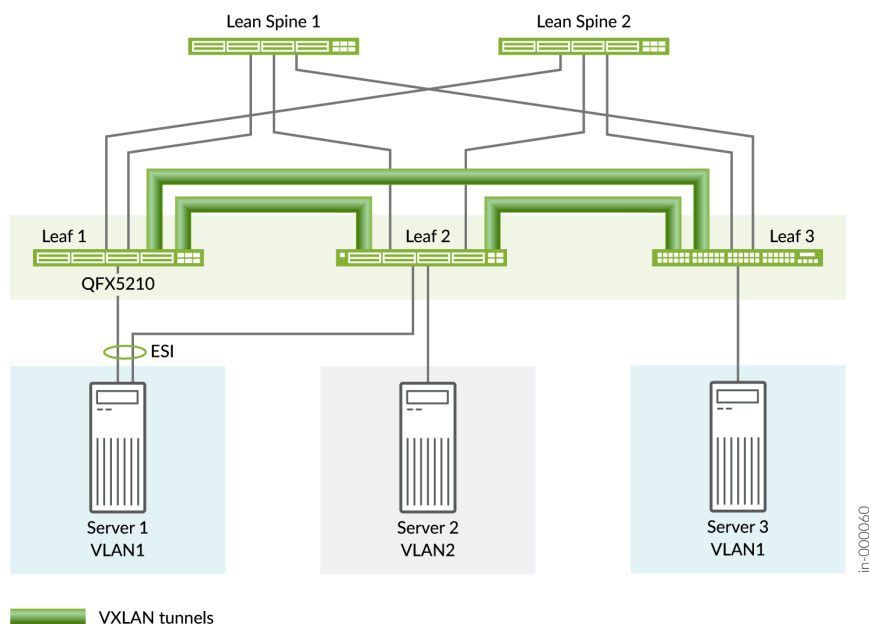 Lean Spine 1
Lean Spine 2
Leaf 1
Leaf 2
Leaf 3
QFX5210
ESI
Server 1
VLAN1
Server 2
VLAN2
Server 3
VLAN1
in-000060
VXLAN tunnels